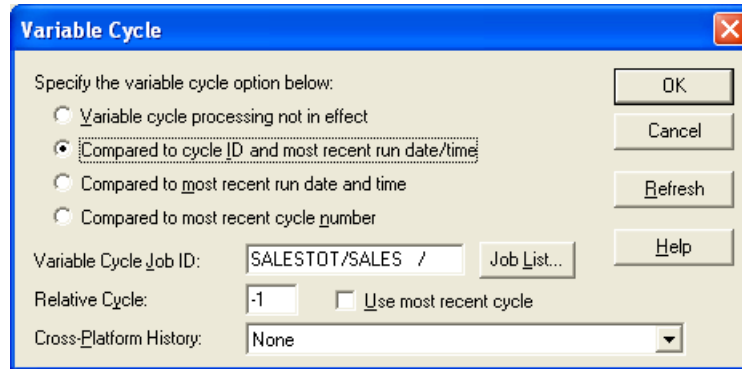 Variable Cycle
Specify the variable cycle option below:
Variable cycle processing not in effect
Compared to cycle ID and most recent run date/time
Compared to most recent run date and time
Compared to most recent cycle number
Variable Cycle Job ID: SALESTOT/SALES / Job List...
Relative Cycle: -1 Use most recent cycle
Cross-Platform History: None
OK
Cancel
Refresh
Help